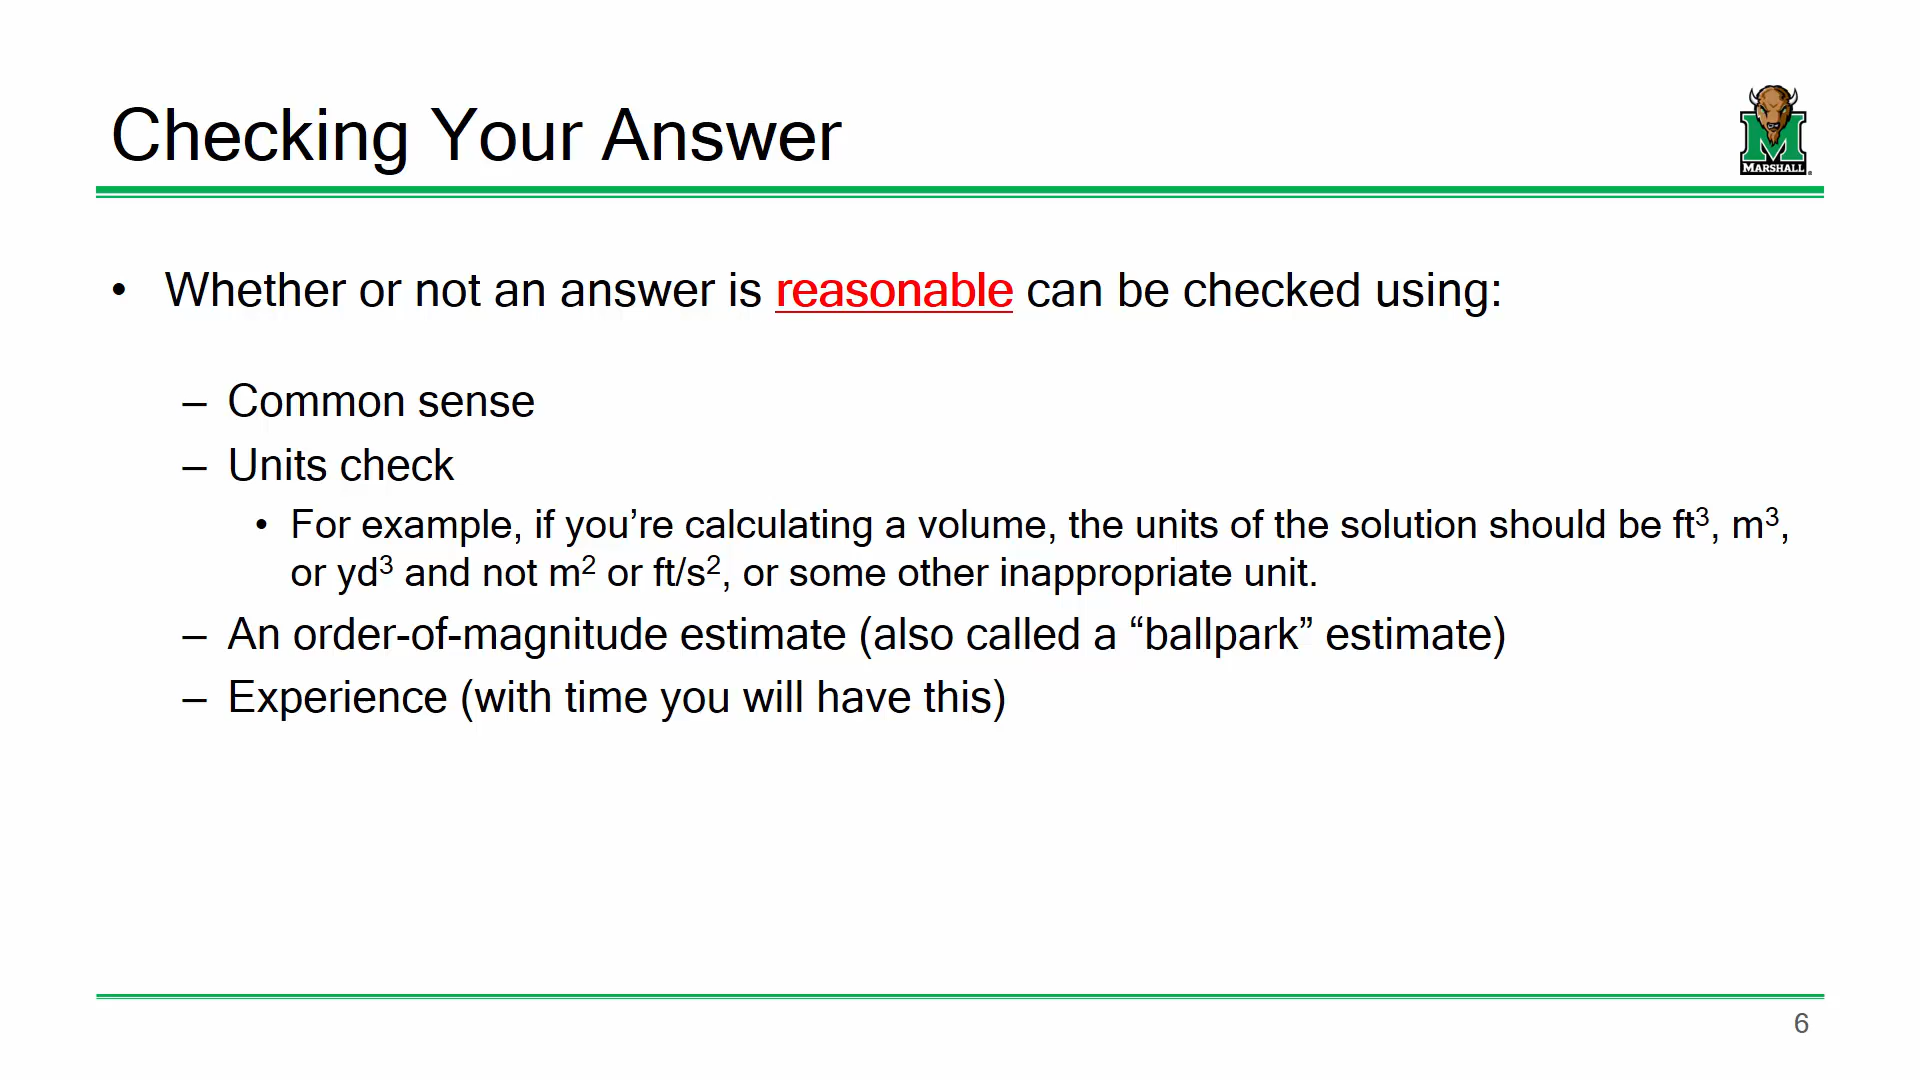 Checking Your Answer
MARSHALL
• Whether or not an answer is reasonable can be checked using:
– Common sense
– Units check
• For example, if you’re calculating a volume, the units of the solution should be ft³, m³,
or yd³ and not m² or ft/s², or some other inappropriate unit.
– An order-of-magnitude estimate (also called a “ballpark” estimate)
– Experience (with time you will have this)
6